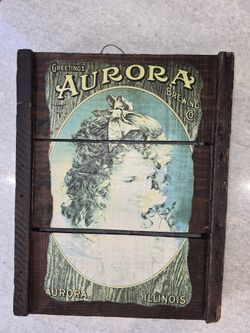 GREETINGS
AURORA
BREWING
CO.
AURORA,
ILLINOIS